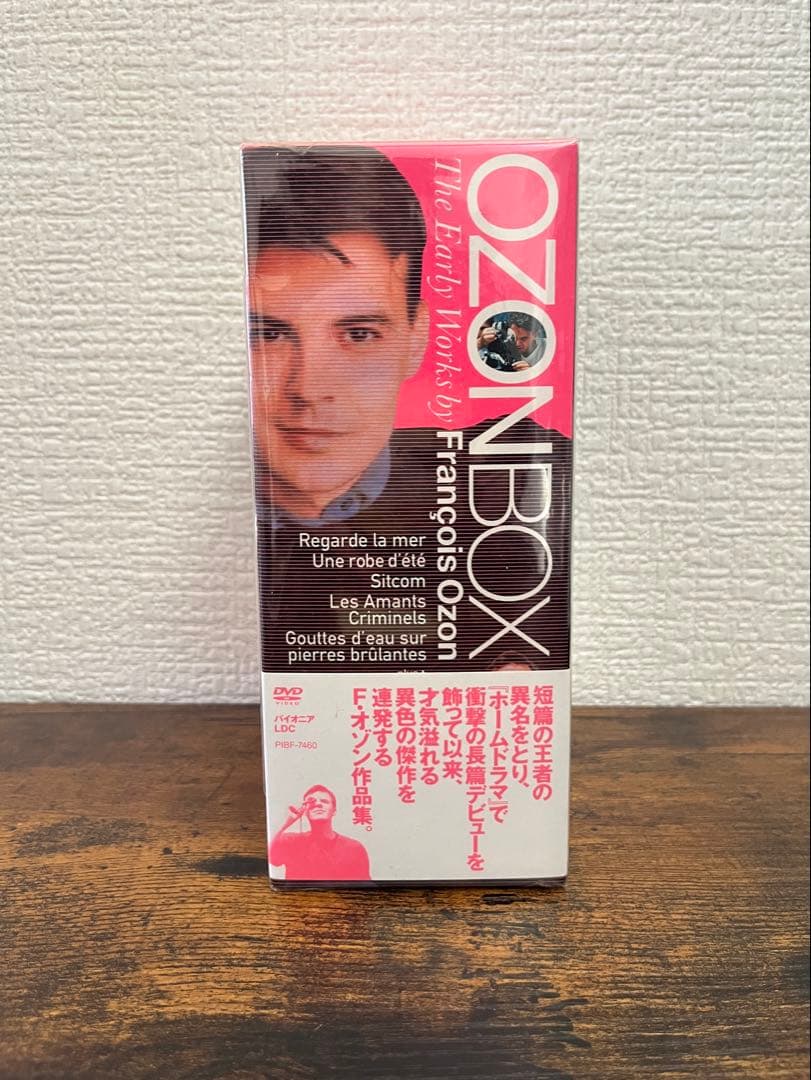 OZONBOX
The Early Works by François Ozon
Regarde la mer
Une robe d'été
Sitcom
Les Amants
Criminels
Gouttes d'eau sur
pierres brûlantes
DVD
VIDEO
パイオニア
LDC
PIBF-7460
短篇の王者の
異名をとり、
『ホームドラマ』で
衝撃の長篇デビューを
飾って以来、
才気溢れる
異色の傑作を
連発する
F・オゾン作品集。